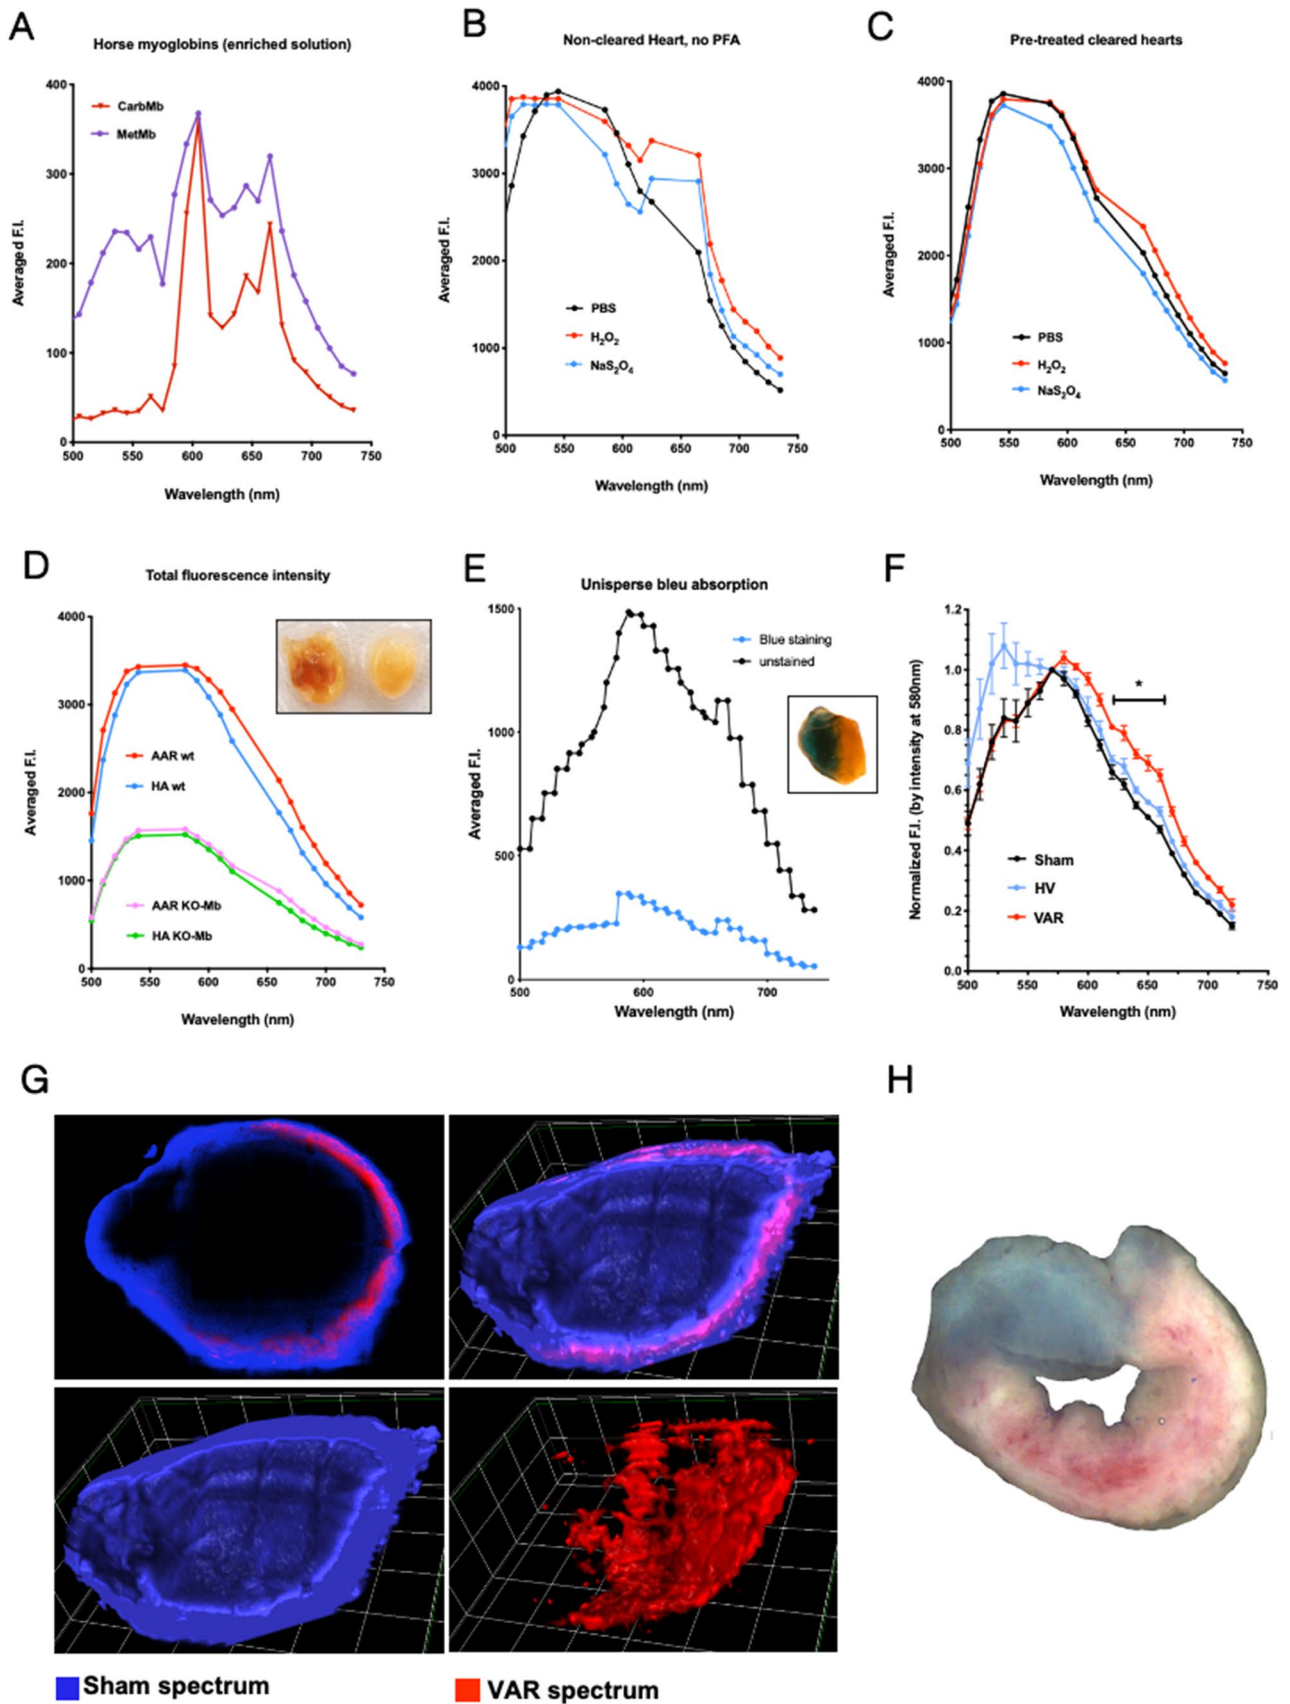 A
Horse myoglobins (enriched solution)
400
300
200
100
0
500 550 600 650 700 750
Averaged F.I.
Wavelength (nm)
CarbMb
MetMb
B
Non-cleared Heart, no PFA
4000
3000
2000
1000
0
500 550 600 650 700 750
Averaged F.I.
Wavelength (nm)
PBS
H₂O₂
NaS₂O₄
C
Pre-treated cleared hearts
4000
3000
2000
1000
0
500 550 600 650 700 750
Averaged F.I.
Wavelength (nm)
PBS
H₂O₂
NaS₂O₄
D
Total fluorescence intensity
4000
3000
2000
1000
0
500 550 600 650 700 750
Averaged F.I.
Wavelength (nm)
AAR wt
HA wt
AAR KO-Mb
HA KO-Mb
E
Unisperse bleu absorption
1500
1000
500
0
500 600 700
Averaged F.I.
Wavelength (nm)
Blue staining
unstained
F
1.2
1.0
0.8
0.6
0.4
0.2
0.0
500 550 600 650 700 750
Normalized F.I. (by intensity at 580nm)
Wavelength (nm)
*
Sham
HV
VAR
G
Sham spectrum
VAR spectrum
H